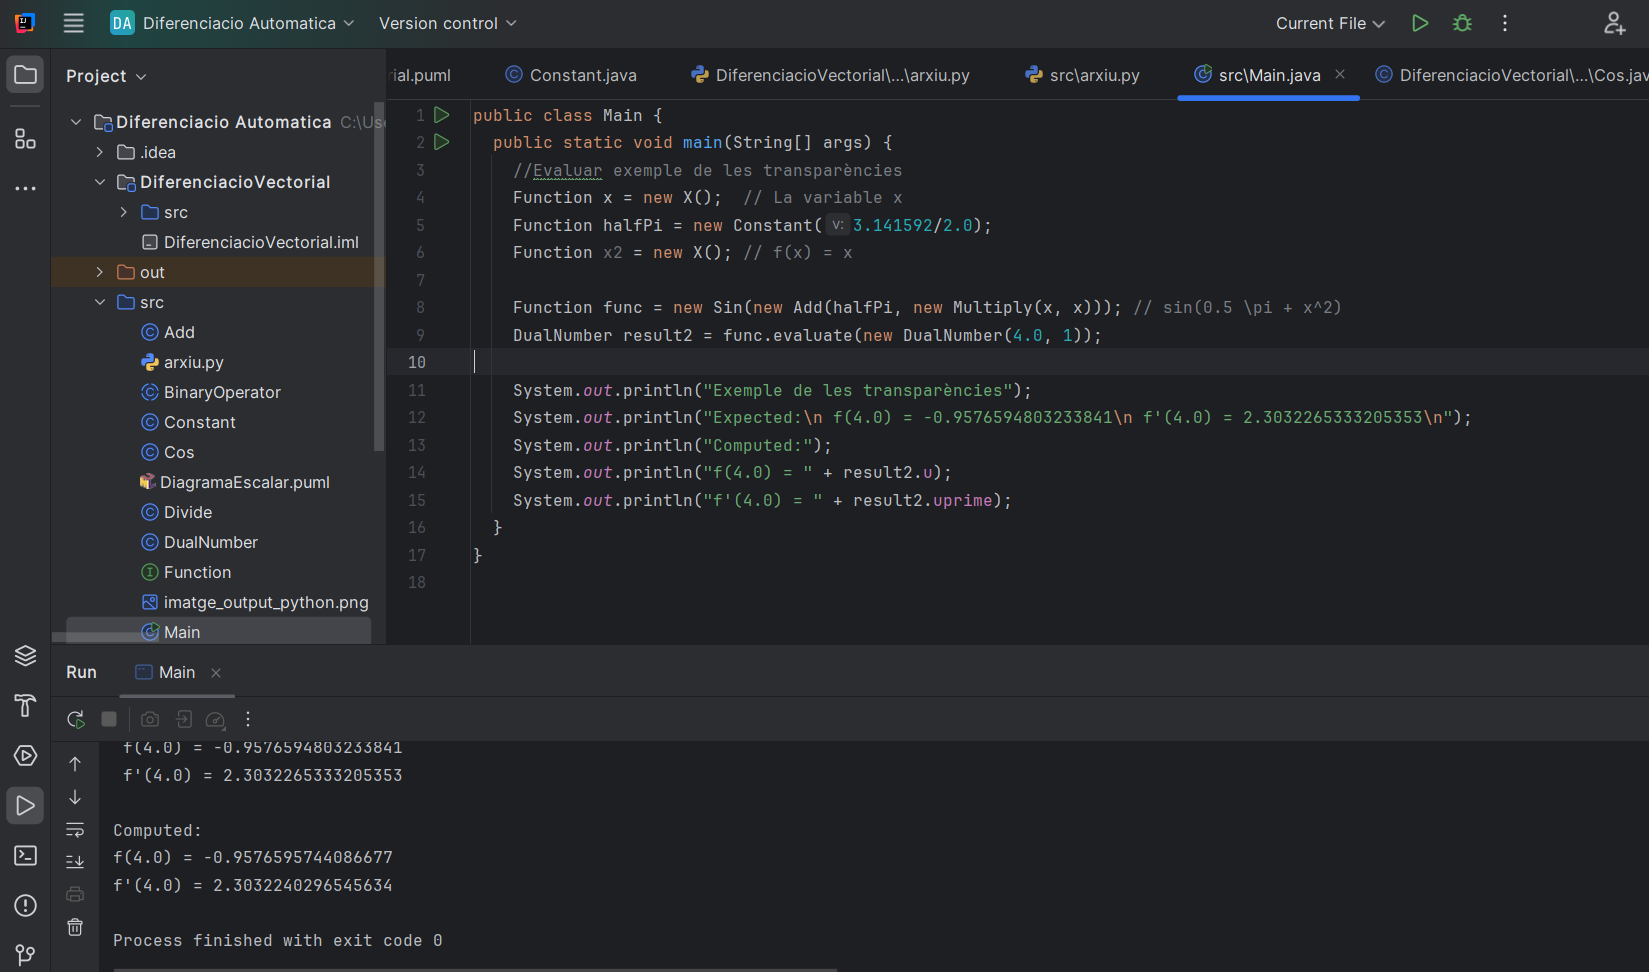 DA Diferenciacio Automatica Version control Current File
Project
ial.puml Constant.java DiferenciacioVectorial\...\arxiu.py src\arxiu.py src\Main.java DiferenciacioVectorial\...\Cos.jav
Diferenciacio Automatica C:\Use
.idea
DiferenciacioVectorial
src
DiferenciacioVectorial.iml
out
src
Add
arxiu.py
BinaryOperator
Constant
Cos
DiagramaEscalar.puml
Divide
DualNumber
Function
imatge_output_python.png
Main
1 public class Main {
2 public static void main(String[] args) {
3 //Evaluar exemple de les transparències
4 Function x = new X(); // La variable x
5 Function halfPi = new Constant( v: 3.141592/2.0);
6 Function x2 = new X(); // f(x) = x
7
8 Function func = new Sin(new Add(halfPi, new Multiply(x, x))); // sin(0.5 \pi + x^2)
9 DualNumber result2 = func.evaluate(new DualNumber(4.0, 1));
10
11 System.out.println("Exemple de les transparències");
12 System.out.println("Expected:\n f(4.0) = -0.9576594803233841\n f'(4.0) = 2.3032265333205353\n");
13 System.out.println("Computed:");
14 System.out.println("f(4.0) = " + result2.u);
15 System.out.println("f'(4.0) = " + result2.uprime);
16 }
17 }
18
Run Main
f(4.0) = -0.9576594803233841
f'(4.0) = 2.3032265333205353
Computed:
f(4.0) = -0.9576595744086677
f'(4.0) = 2.3032240296545634
Process finished with exit code 0